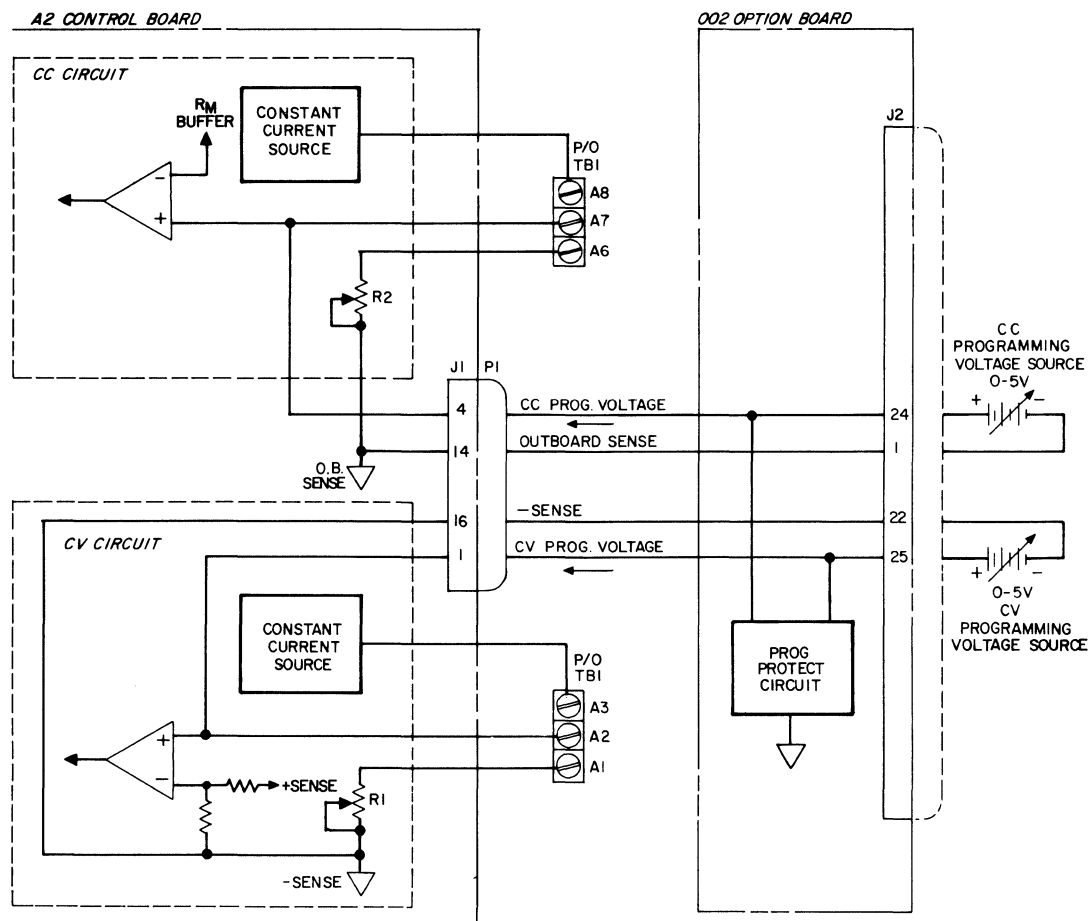 A2 CONTROL BOARD
002 OPTION BOARD
CC CIRCUIT
RM
BUFFER
CONSTANT
CURRENT
SOURCE
-
+
P/O
TB1
A8
A7
A6
R2
O.B.
SENSE
J1 P1
4
14
16
1
CC PROG. VOLTAGE
OUTBOARD SENSE
-SENSE
CV PROG. VOLTAGE
J2
24
1
22
25
CC
PROGRAMMING
VOLTAGE SOURCE
0-5V
+ -
+ -
0-5V
CV
PROGRAMMING
VOLTAGE SOURCE
PROG
PROTECT
CIRCUIT
CV CIRCUIT
CONSTANT
CURRENT
SOURCE
P/O
TB1
A3
A2
A1
+
-
+SENSE
R1
-SENSE